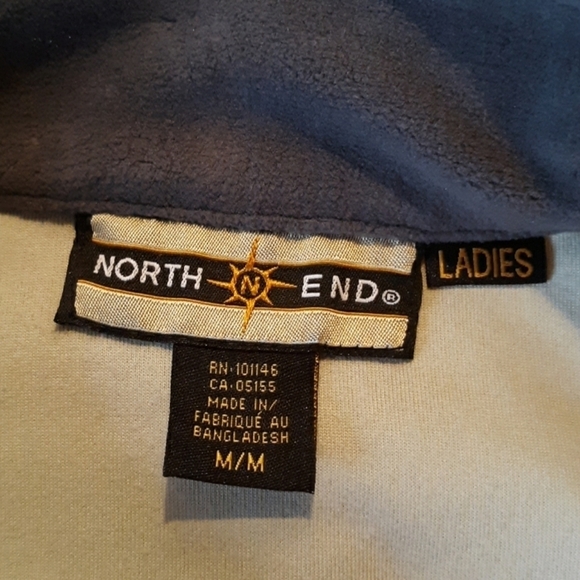 NORTH N END®
LADIES
RN·101146
CA·05155
MADE IN/
FABRIQUÉ AU
BANGLADESH
M/M